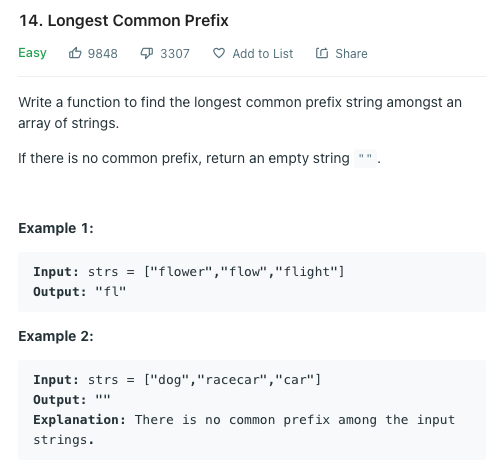 14. Longest Common Prefix
Easy 9848 3307 Add to List Share
Write a function to find the longest common prefix string amongst an
array of strings.
If there is no common prefix, return an empty string "".
Example 1:
Input: strs = ["flower","flow","flight"]
Output: "fl"
Example 2:
Input: strs = ["dog","racecar","car"]
Output: ""
Explanation: There is no common prefix among the input
strings.